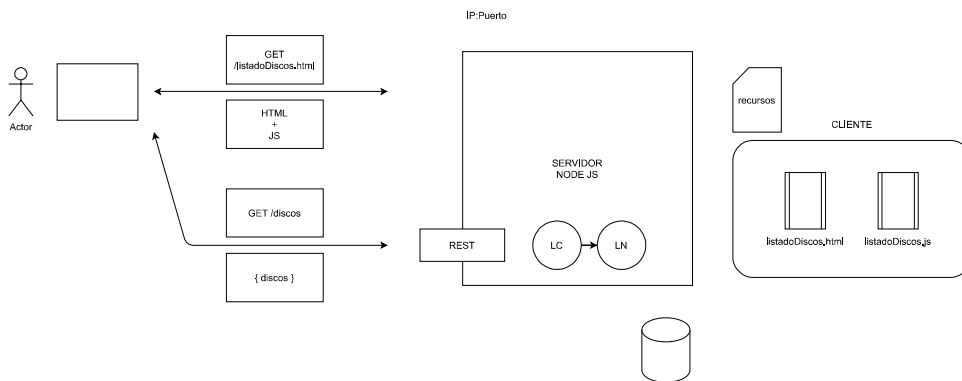 IP:Puerto
GET
/listadoDiscos.html
HTML
+
JS
Actor
GET /discos
{ discos }
SERVIDOR
NODE JS
REST
LC
LN
recursos
CLIENTE
listadoDiscos.html
listadoDiscos.js